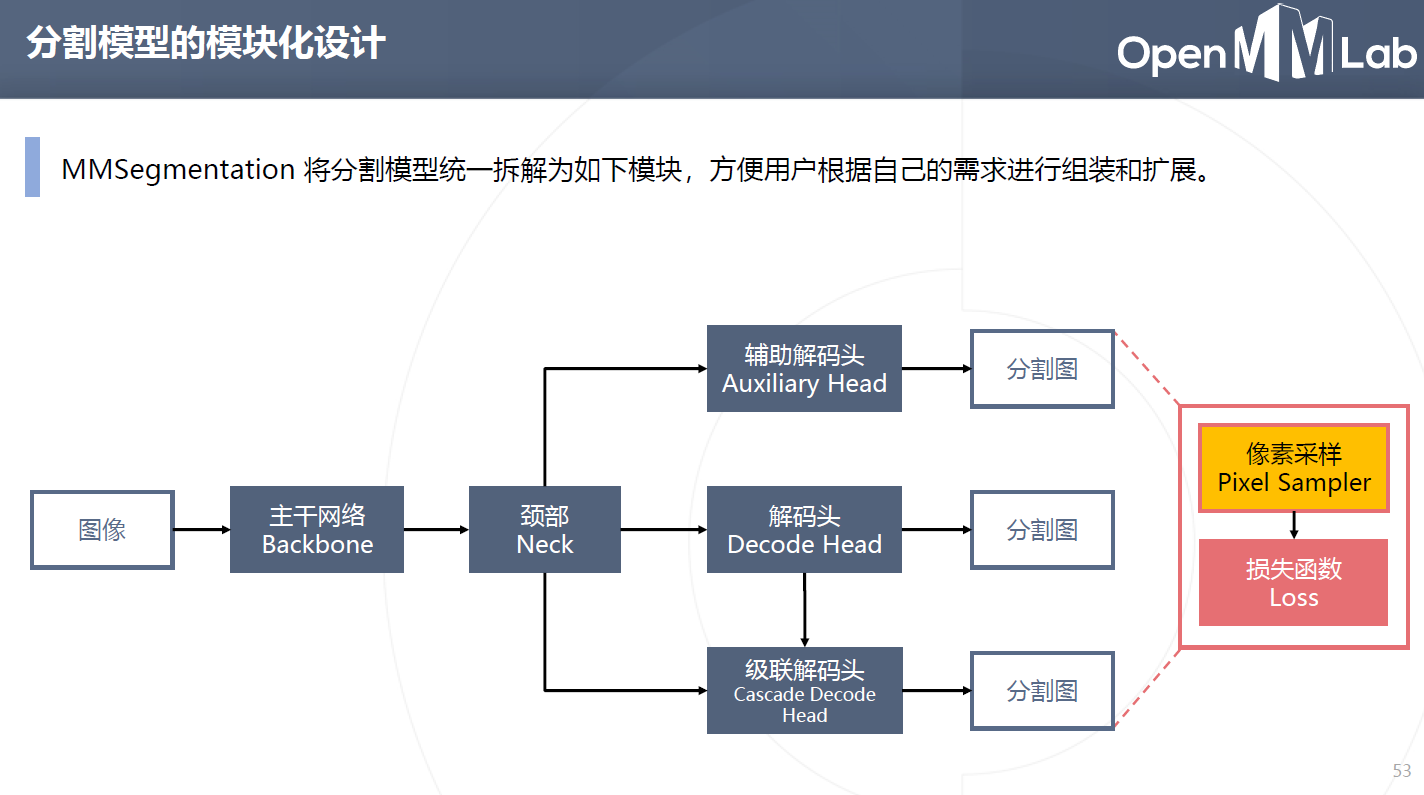 分割模型的模块化设计
OpenMMLab
MMSegmentation 将分割模型统一拆解为如下模块，方便用户根据自己的需求进行组装和扩展。
辅助解码头
Auxiliary Head
分割图
像素采样
Pixel Sampler
图像
主干网络
Backbone
颈部
Neck
解码头
Decode Head
分割图
损失函数
Loss
级联解码头
Cascade Decode
Head
分割图
53